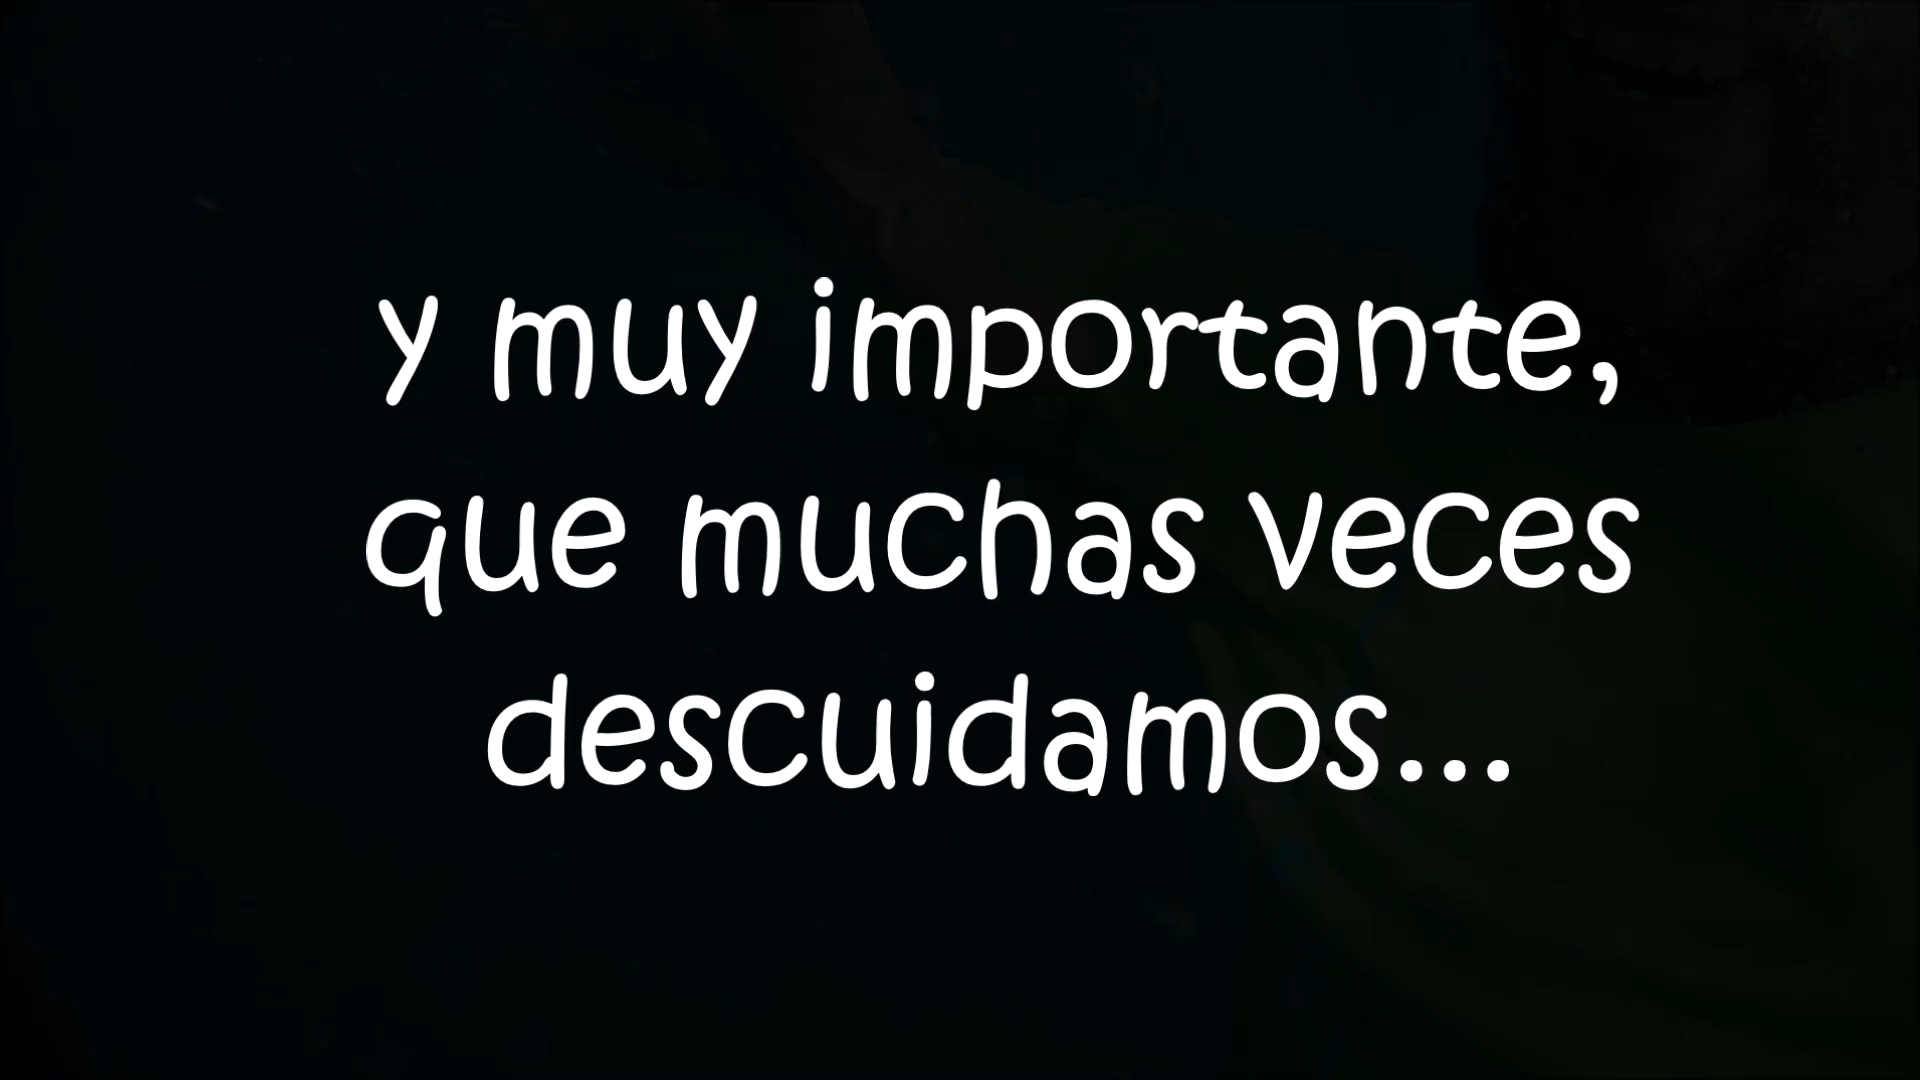 y muy importante,
que muchas veces
descuidamos...